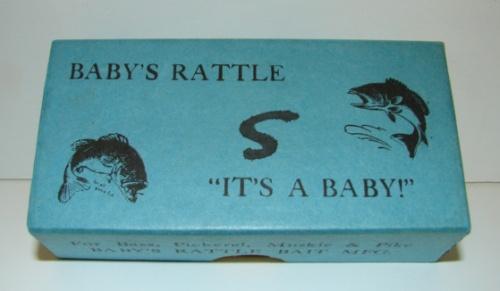 BABY'S RATTLE
S
"IT'S A BABY!"
For Bass, Pickerel, Muskie & Pike
BABY'S RATTLE BAIT MFG.